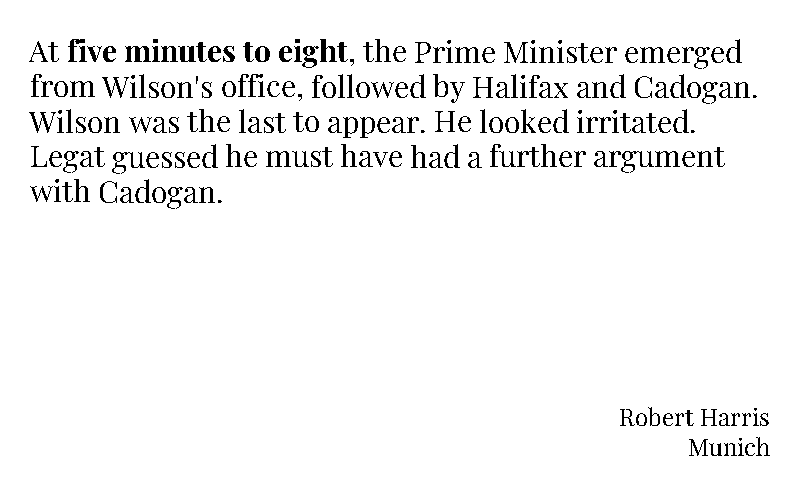 At five minutes to eight, the Prime Minister emerged
from Wilson's office, followed by Halifax and Cadogan.
Wilson was the last to appear. He looked irritated.
Legat guessed he must have had a further argument
with Cadogan.
Robert Harris
Munich